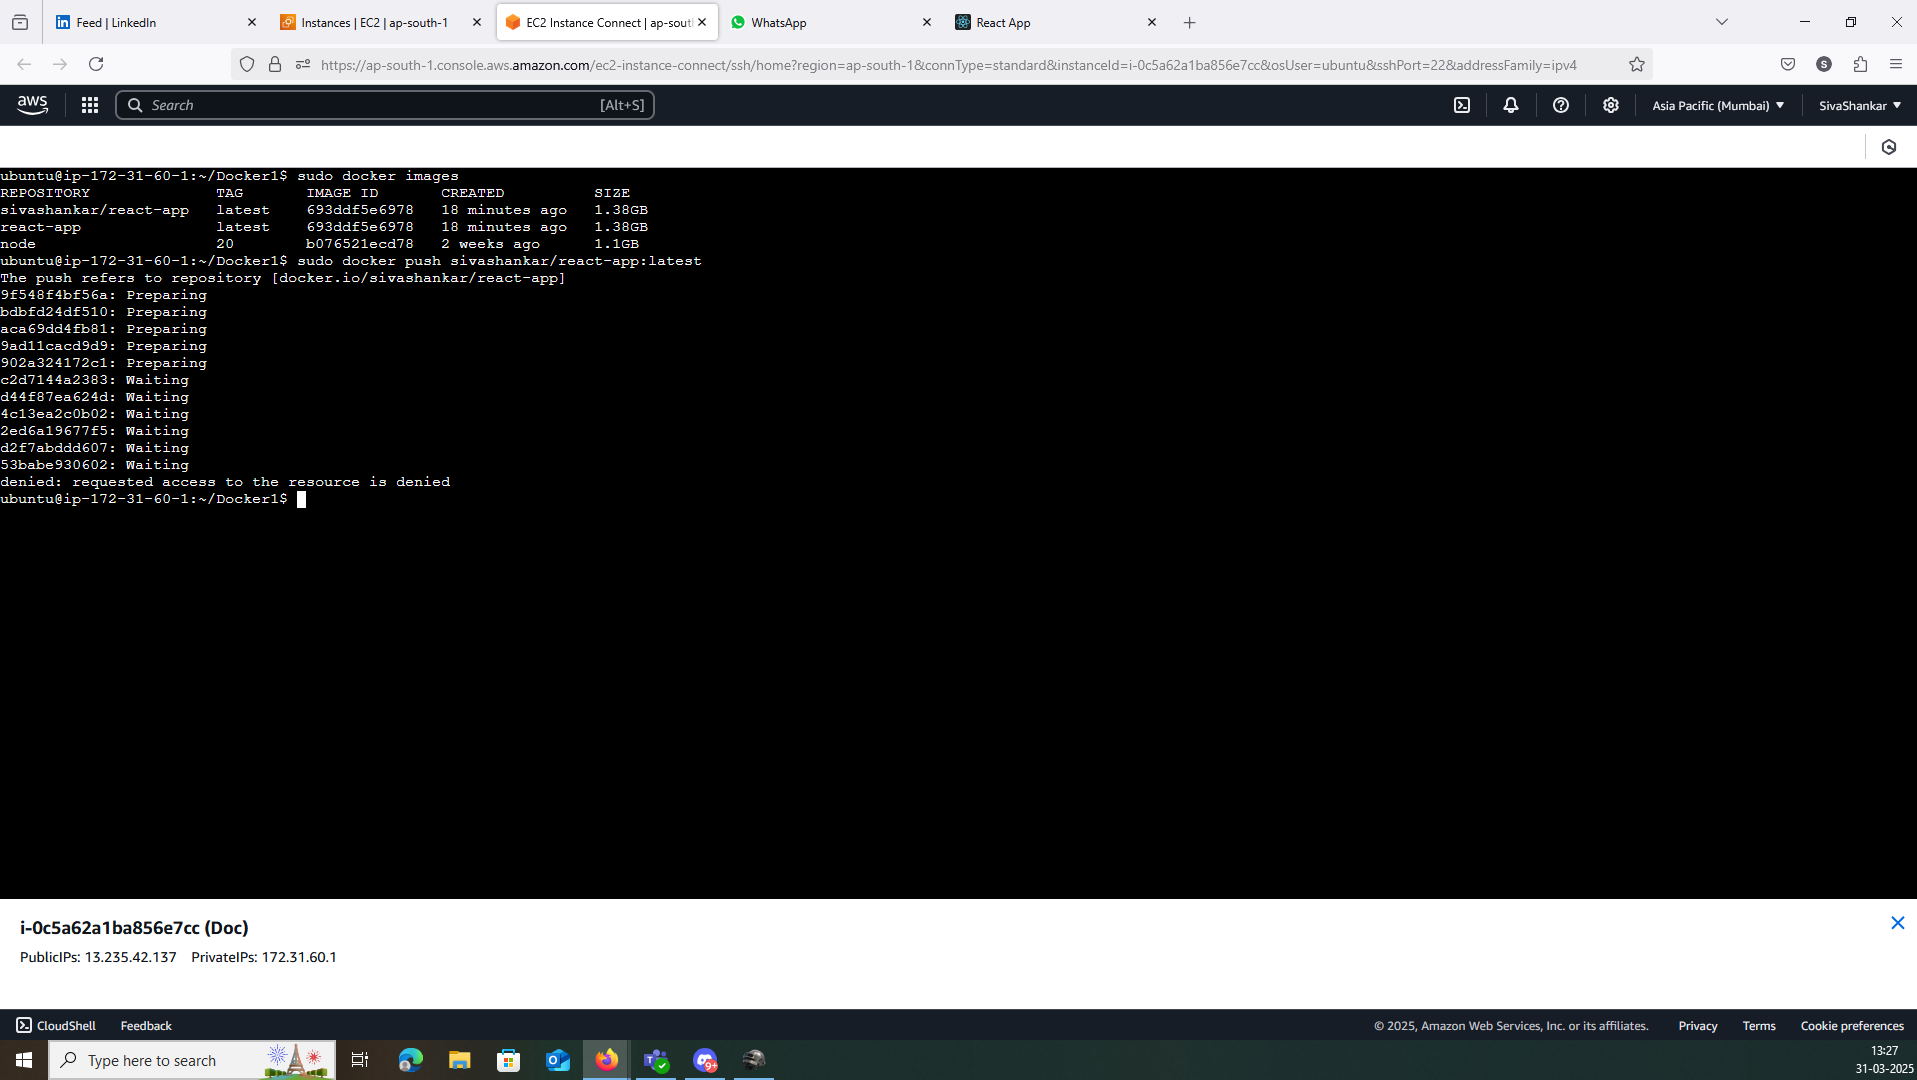 Feed | LinkedIn
Instances | EC2 | ap-south-1
EC2 Instance Connect | ap-sout
WhatsApp
React App
https://ap-south-1.console.aws.amazon.com/ec2-instance-connect/ssh/home?region=ap-south-1&connType=standard&instanceId=i-0c5a62a1ba856e7cc&osUser=ubuntu&sshPort=22&addressFamily=ipv4
S
aws
Search
[Alt+S]
Asia Pacific (Mumbai)
SivaShankar
ubuntu@ip-172-31-60-1:~/Docker1$ sudo docker images
REPOSITORY TAG IMAGE ID CREATED SIZE
sivashankar/react-app latest 693ddf5e6978 18 minutes ago 1.38GB
react-app latest 693ddf5e6978 18 minutes ago 1.38GB
node 20 b076521ecd78 2 weeks ago 1.1GB
ubuntu@ip-172-31-60-1:~/Docker1$ sudo docker push sivashankar/react-app:latest
The push refers to repository [docker.io/sivashankar/react-app]
9f548f4bf56a: Preparing
bdbfd24df510: Preparing
aca69dd4fb81: Preparing
9ad11cacd9d9: Preparing
902a324172c1: Preparing
c2d7144a2383: Waiting
d44f87ea624d: Waiting
4c13ea2c0b02: Waiting
2ed6a19677f5: Waiting
d2f7abddd607: Waiting
53babe930602: Waiting
denied: requested access to the resource is denied
ubuntu@ip-172-31-60-1:~/Docker1$
i-0c5a62a1ba856e7cc (Doc)
PublicIPs: 13.235.42.137 PrivateIPs: 172.31.60.1
CloudShell
Feedback
© 2025, Amazon Web Services, Inc. or its affiliates.
Privacy
Terms
Cookie preferences
Type here to search
9+
13:27
31-03-2025